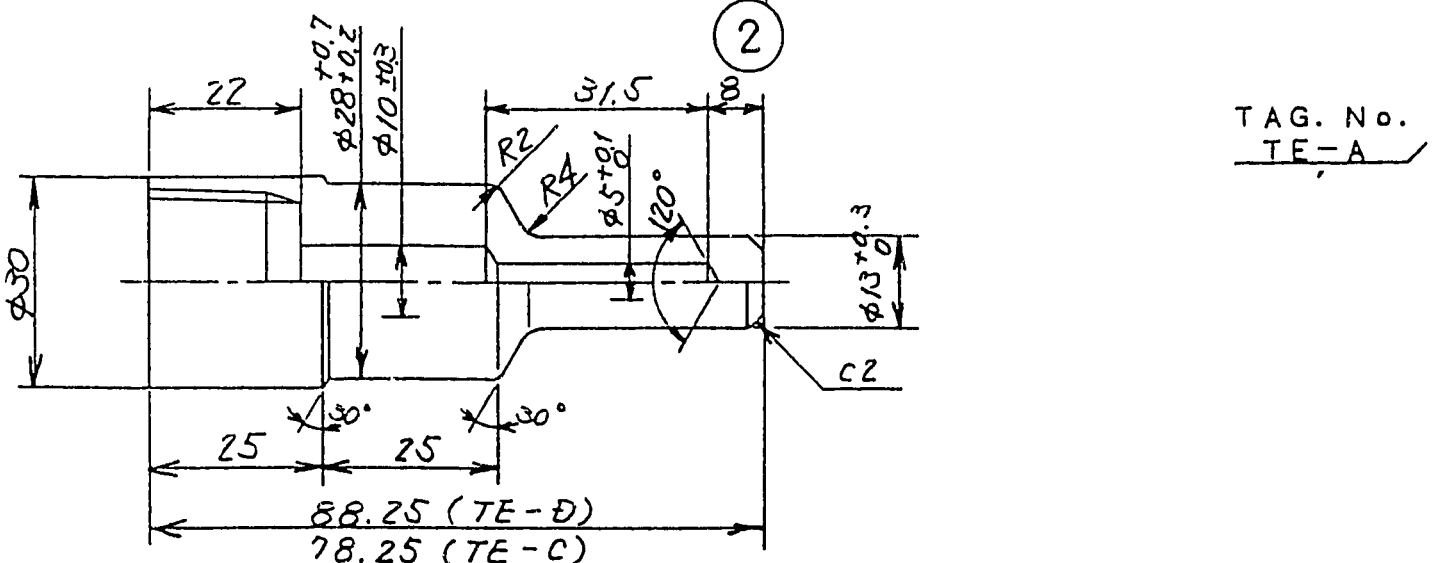 2
TAG. No.
TE-A
22
φ28 +0.7 +0.2
φ10 ±0.3
31.5
8
R2
R4
φ5 +0.1 0
120°
φ30
φ13 +0.3 0
C2
30°
30°
25
25
88.25 (TE-D)
78.25 (TE-C)